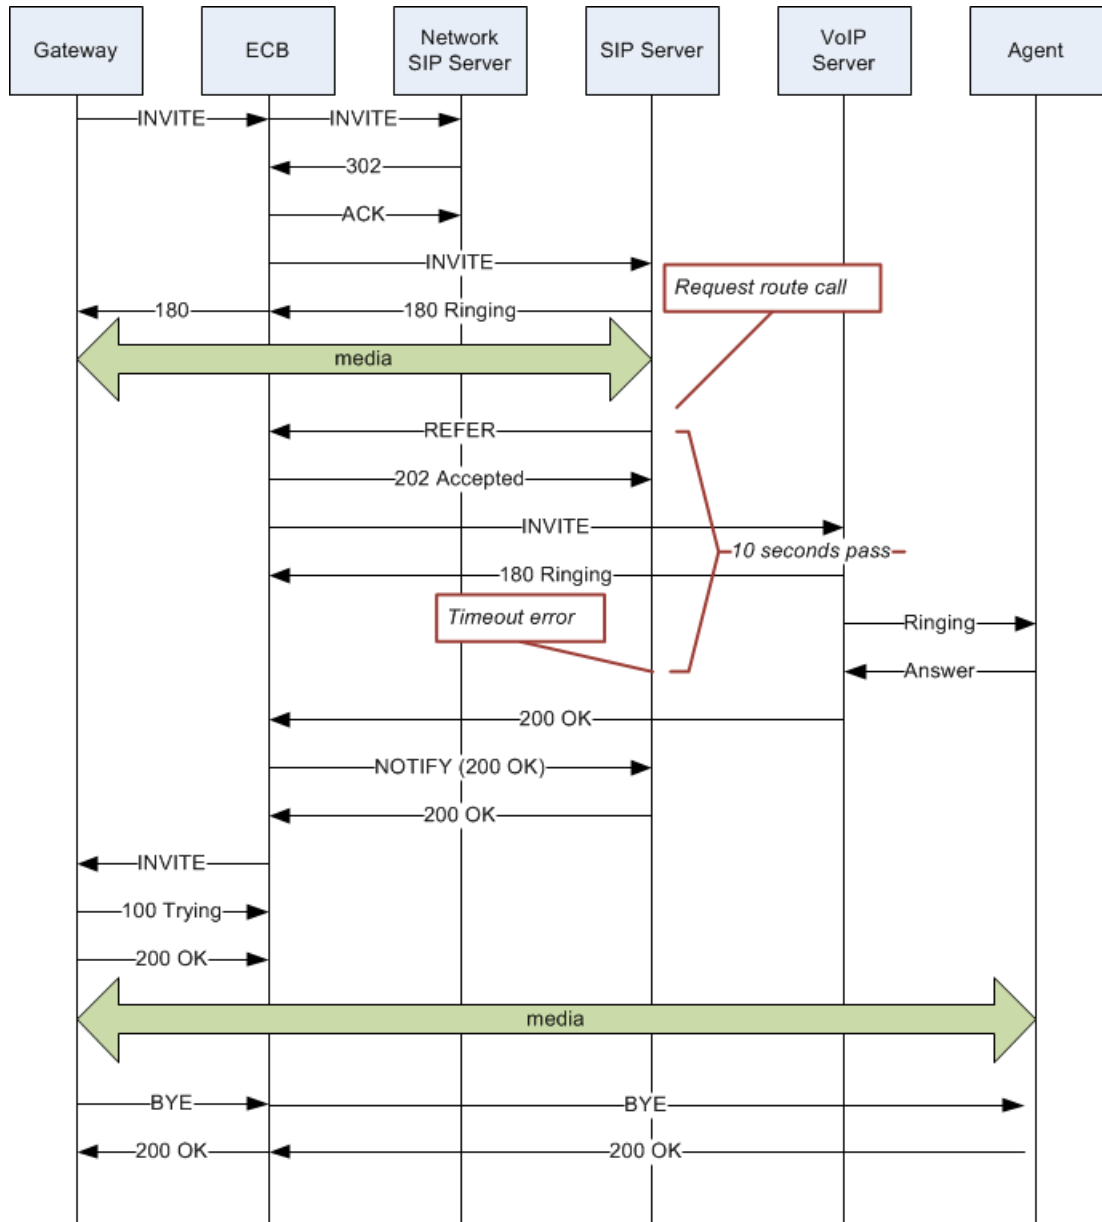 Gateway
ECB
Network
SIP Server
SIP Server
VoIP
Server
Agent
INVITE
INVITE
302
ACK
INVITE
Request route call
180
180 Ringing
media
REFER
202 Accepted
INVITE
10 seconds pass
180 Ringing
Timeout error
Ringing
Answer
200 OK
NOTIFY (200 OK)
200 OK
INVITE
100 Trying
200 OK
media
BYE
BYE
200 OK
200 OK